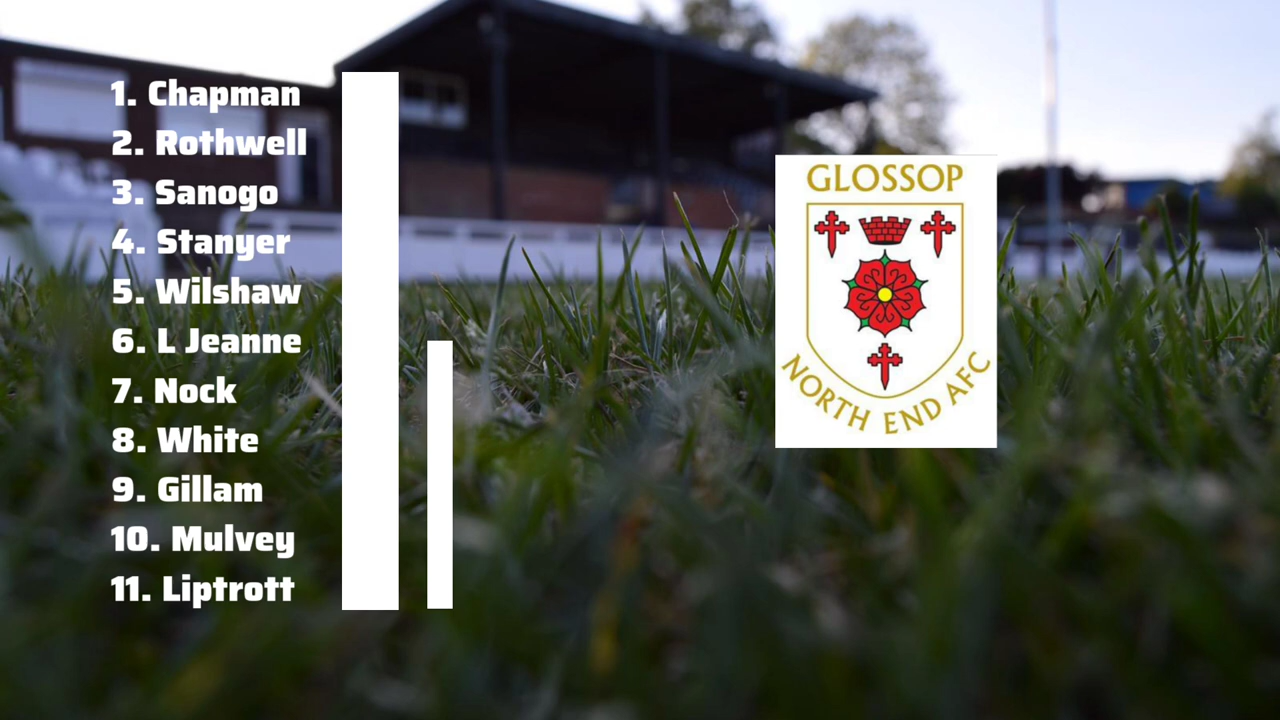 1. Chapman
2. Rothwell
3. Sanogo
4. Stanyer
5. Wilshaw
6. L Jeanne
7. Nock
8. White
9. Gillam
10. Mulvey
11. Liptrott
GLOSSOP
NORTH END AFC